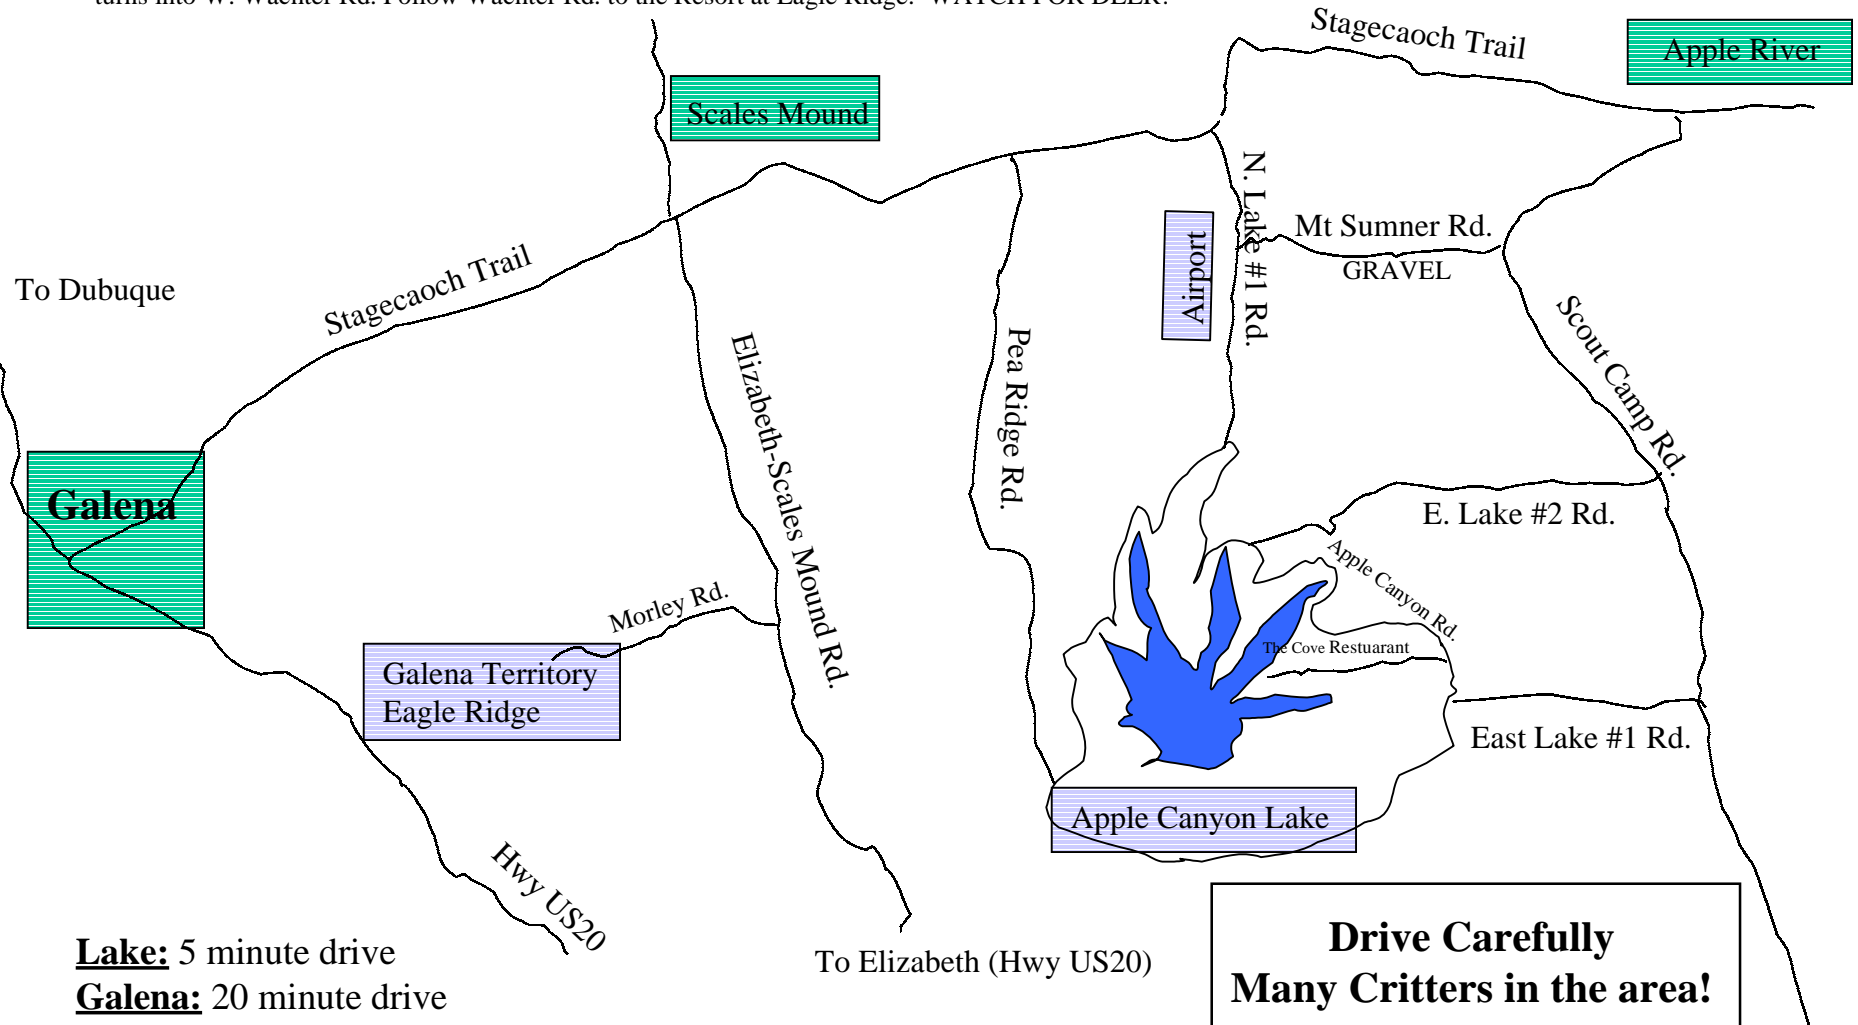 turns into W. Wachter Rd. Follow Wachter Rd. to the Resort at Eagle Ridge. WATCH FOR DEER!
Stagecaoch Trail
Apple River
Scales Mound
N. Lake #1 Rd.
Mt Sumner Rd.
Airport
GRAVEL
To Dubuque
Stagecaoch Trail
Scout Camp Rd.
Pea Ridge Rd.
Elizabeth-Scales Mound Rd.
Galena
E. Lake #2 Rd.
Apple Canyon Rd.
Morley Rd.
The Cove Restuarant
Galena Territory
Eagle Ridge
East Lake #1 Rd.
Apple Canyon Lake
Hwy US20
Drive Carefully
Many Critters in the area!
Lake: 5 minute drive
Galena: 20 minute drive
To Elizabeth (Hwy US20)